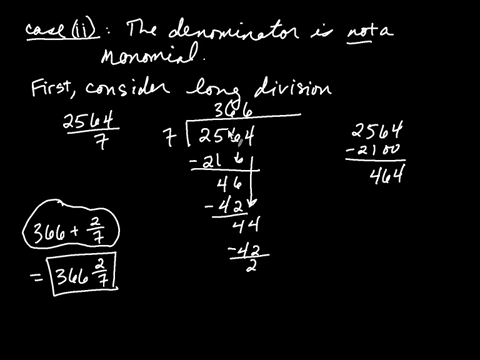 case(ii): The denominator is not a
monomial.
First, consider long division
366
2564/7
7 2564
-21
46
-42
44
-42
2
2564
-2100
464
366 + 2/7
= 366 2/7